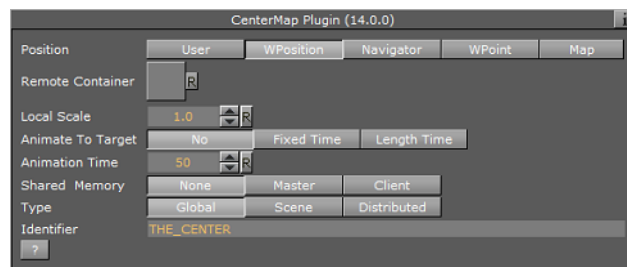 CenterMap Plugin (14.0.0) i
Position User WPosition Navigator WPoint Map
Remote Container R
Local Scale 1.0 R
Animate To Target No Fixed Time Length Time
Animation Time 50 R
Shared Memory None Master Client
Type Global Scene Distributed
Identifier THE_CENTER
?